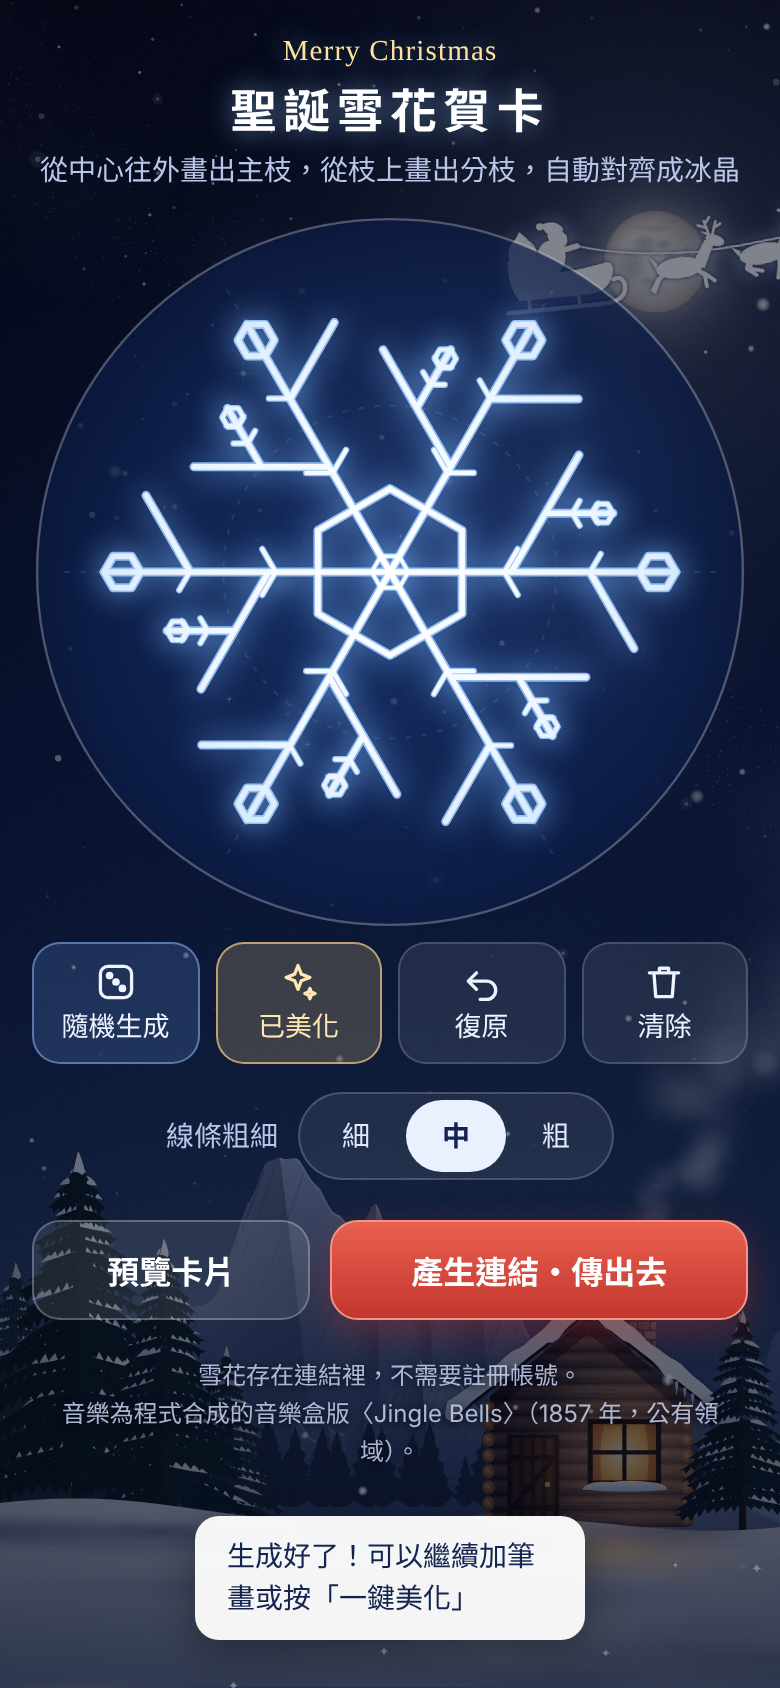 Merry Christmas
聖誕雪花賀卡
從中心往外畫出主枝，從枝上畫出分枝，自動對齊成冰晶
隨機生成
已美化
復原
清除
線條粗細
細
中
粗
預覽卡片
產生連結・傳出去
雪花存在連結裡，不需要註冊帳號。
音樂為程式合成的音樂盒版〈Jingle Bells〉（1857 年，公有領
域）。
生成好了！可以繼續加筆
畫或按「一鍵美化」